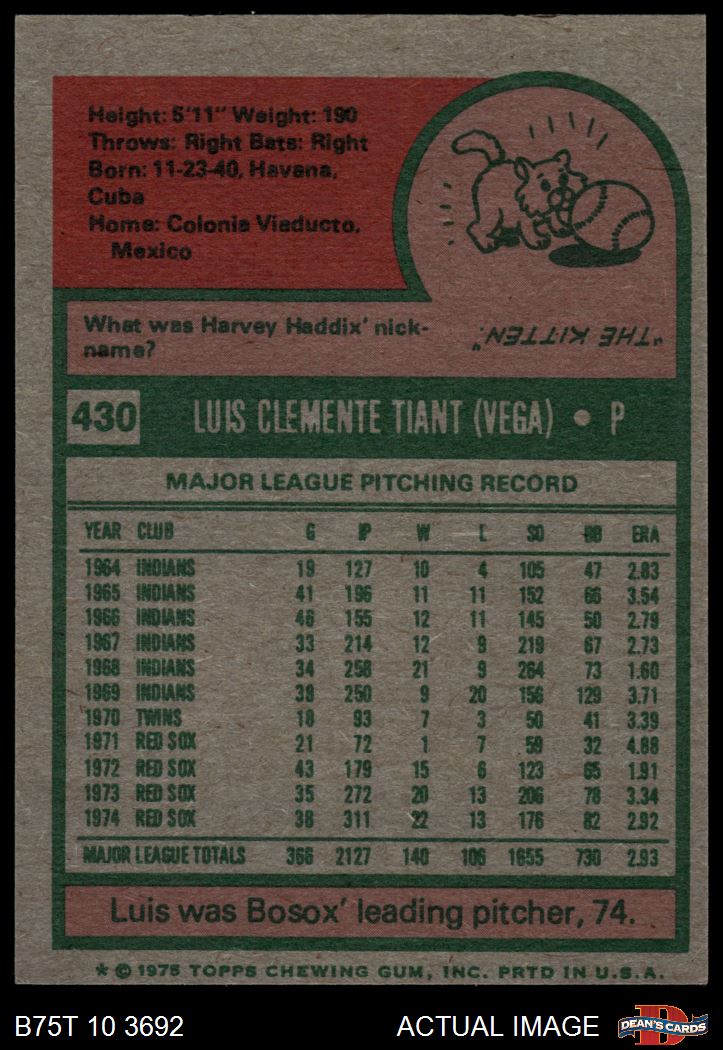 Height: 5'11" Weight: 190
Throws: Right Bats: Right
Born: 11-23-40, Havana,
Cuba
Home: Colonia Viaducto,
Mexico
What was Harvey Haddix' nick-
name?
"THE KITTEN."
430 LUIS CLEMENTE TIANT (VEGA) • P
MAJOR LEAGUE PITCHING RECORD
YEAR CLUB G IP W L SO BB ERA
1964 INDIANS 19 127 10 4 105 47 2.83
1965 INDIANS 41 196 11 11 152 66 3.54
1966 INDIANS 46 155 12 11 145 50 2.79
1967 INDIANS 33 214 12 9 219 67 2.73
1968 INDIANS 34 258 21 9 264 73 1.60
1969 INDIANS 38 250 9 20 156 129 3.71
1970 TWINS 18 93 7 3 50 41 3.39
1971 RED SOX 21 72 1 7 59 32 4.88
1972 RED SOX 43 179 15 6 123 65 1.91
1973 RED SOX 35 272 20 13 206 78 3.34
1974 RED SOX 38 311 22 13 176 82 2.92
MAJOR LEAGUE TOTALS 366 2127 140 106 1655 730 2.93
Luis was Bosox' leading pitcher, 74.
* © 1975 TOPPS CHEWING GUM, INC. PRTD IN U.S.A.
B75T 10 3692 ACTUAL IMAGE DEAN'S CARDS